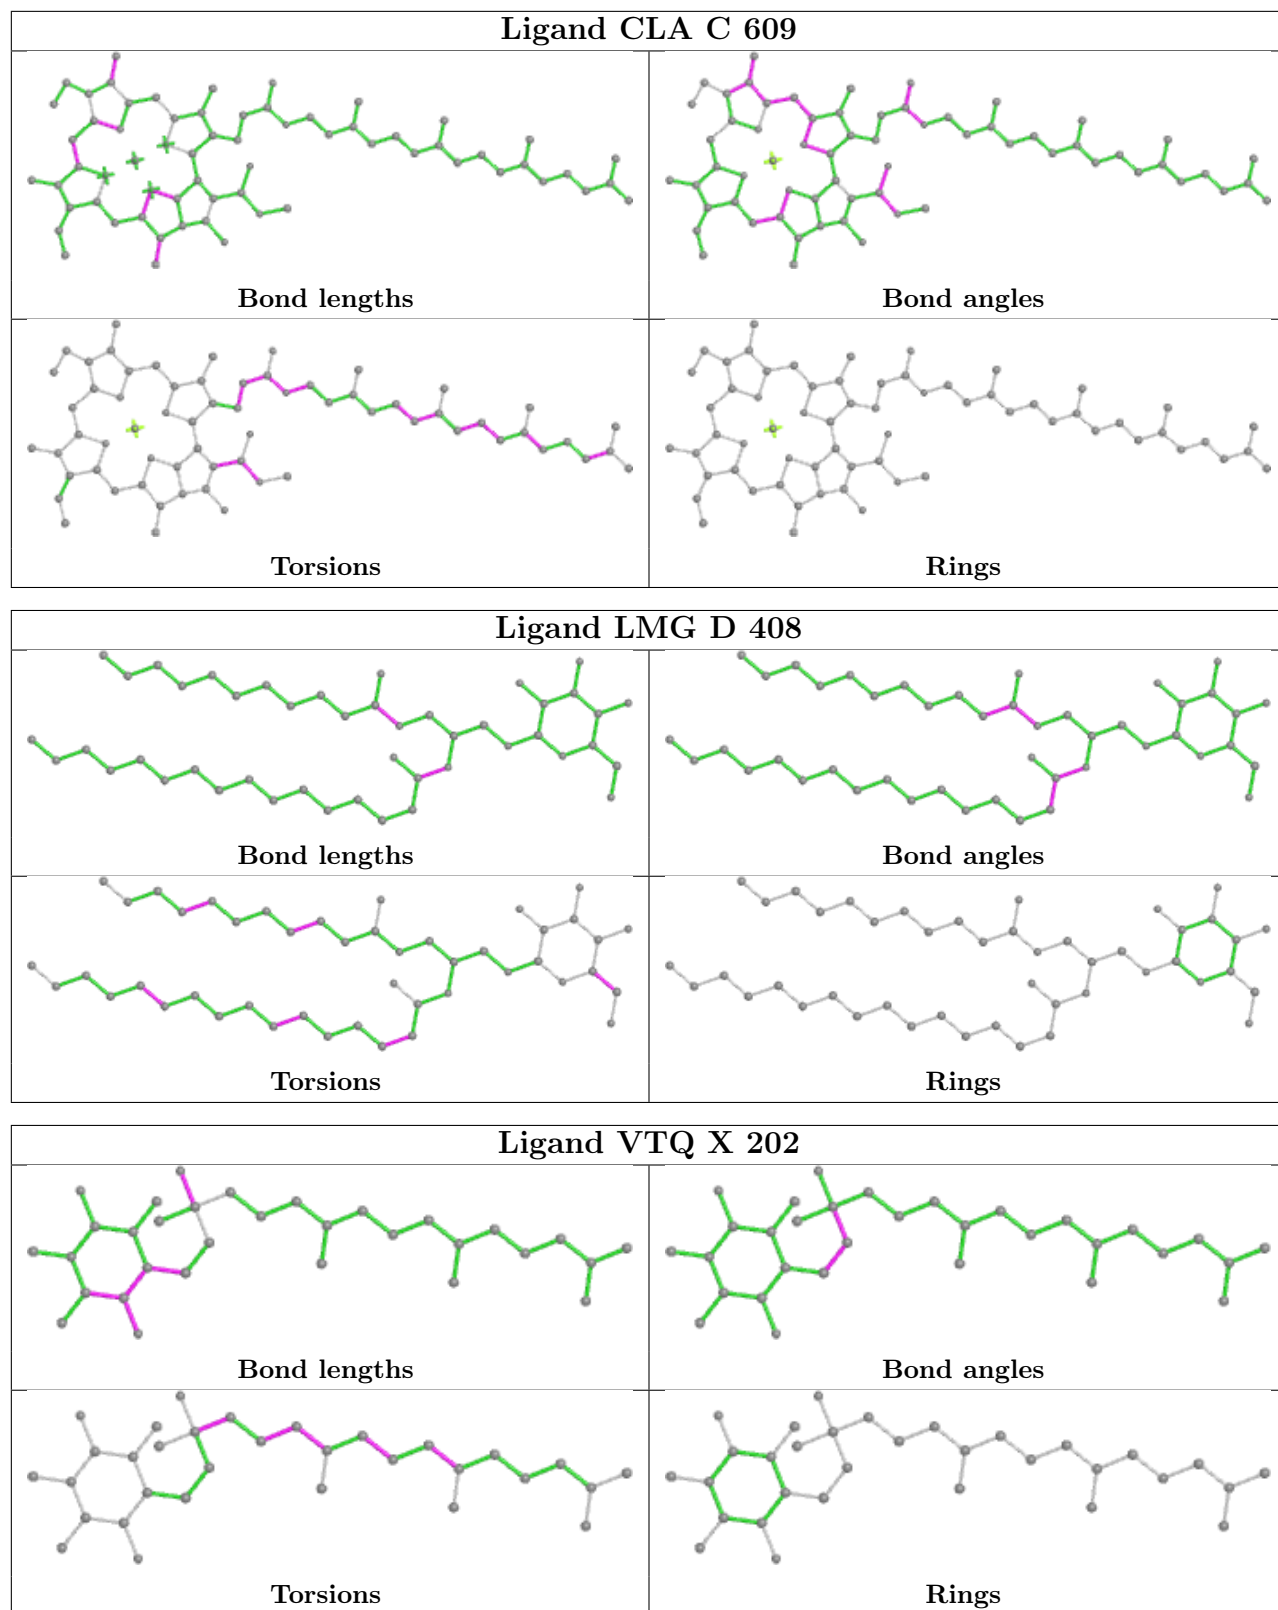 Ligand CLA C 609
Bond lengths
Bond angles
Torsions
Rings
Ligand LMG D 408
Bond lengths
Bond angles
Torsions
Rings
Ligand VTQ X 202
Bond lengths
Bond angles
Torsions
Rings